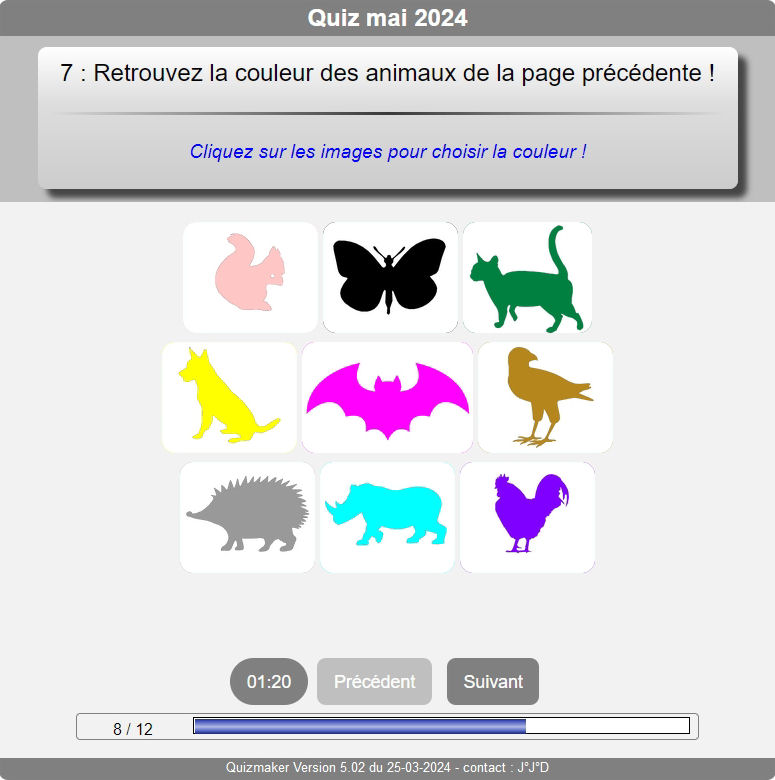 Quiz mai 2024
7 : Retrouvez la couleur des animaux de la page précédente !
Cliquez sur les images pour choisir la couleur !
01:20 Précédent Suivant
8 / 12
Quizmaker Version 5.02 du 25-03-2024 - contact : J°J°D